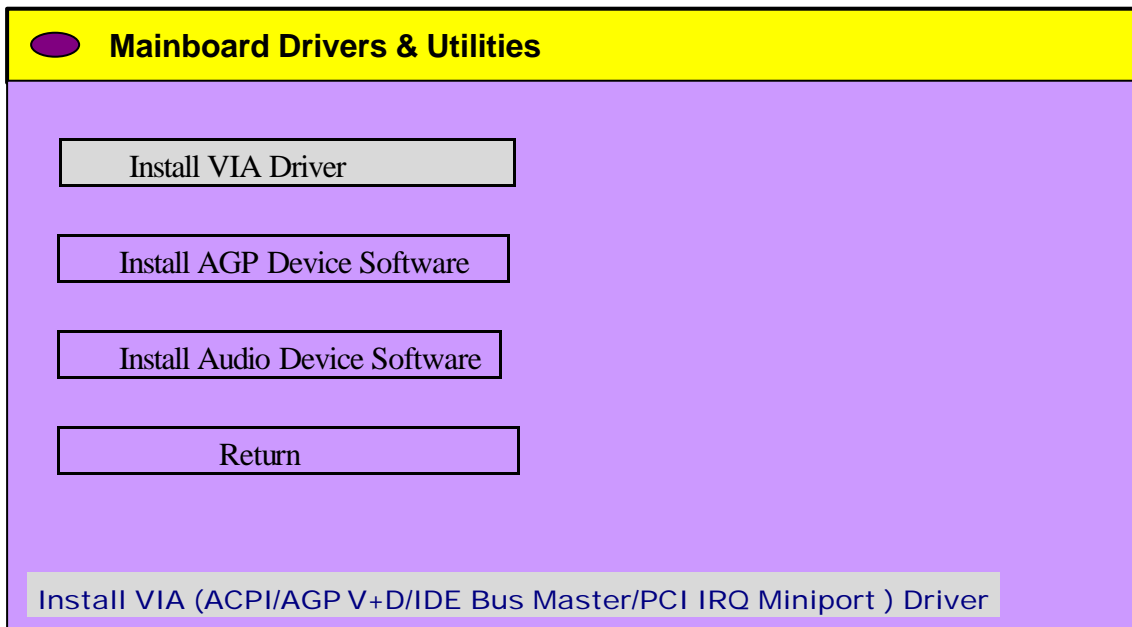 Mainboard Drivers & Utilities
Install VIA Driver
Install AGP Device Software
Install Audio Device Software
Return
Install VIA (ACPI/AGP V+D/IDE Bus Master/PCI IRQ Miniport ) Driver